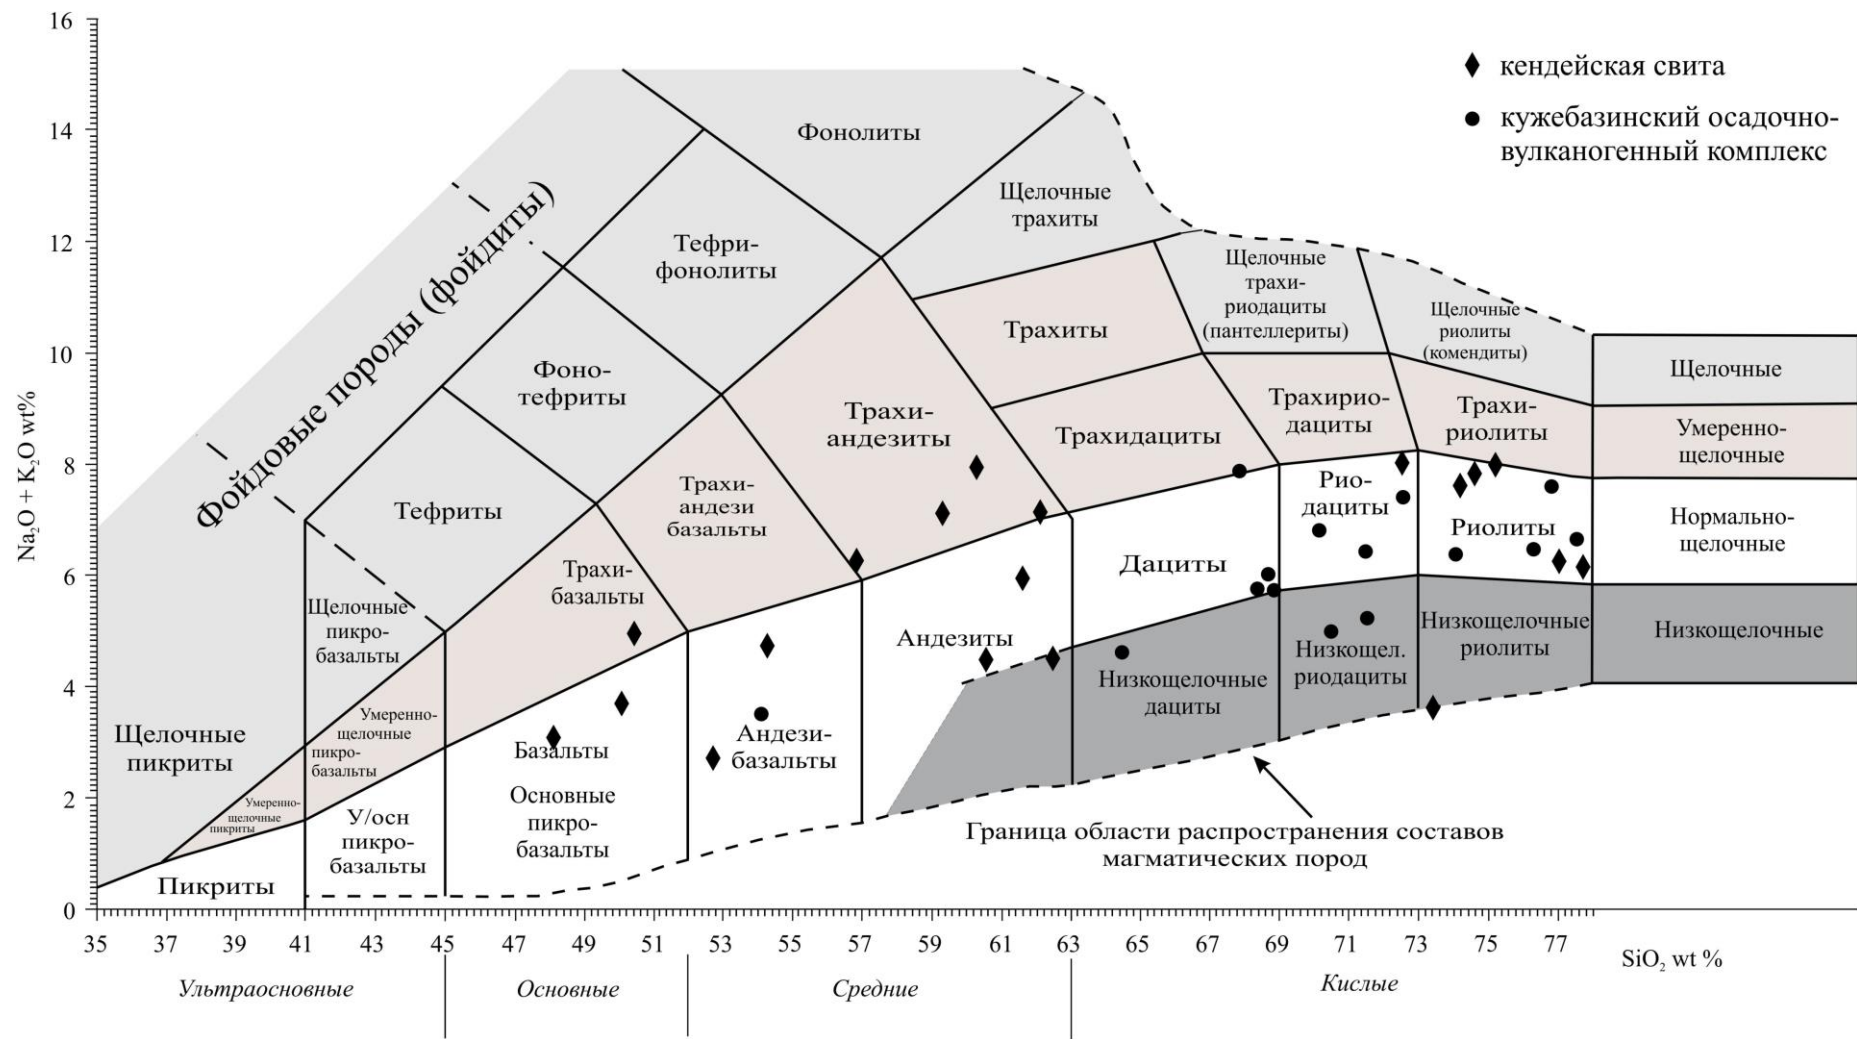 16
14
12
10
8
6
4
2
0
Na₂O + K₂O wt%
кендейская свита
кужебазинский осадочно-
вулканогенный комплекс
Фойдовые породы (фойдиты)
Фонолиты
Щелочные
трахиты
Тефри-
фонолиты
Щелочные
трахи-
риодациты
(пантеллериты)
Щелочные
риолиты
(комендиты)
Трахиты
Фоно-
тефриты
Щелочные
Трахи-
андезиты
Трахирио-
дациты
Трахи-
риолиты
Трахидациты
Умеренно-
щелочные
Тефриты
Трахи-
андези
базальты
Рио-
дациты
Риолиты
Нормально-
щелочные
Трахи-
базальты
Дациты
Щелочные
пикро-
базальты
Андезиты
Низкощелочные
риолиты
Низкощелочные
Низкощел.
риодациты
Низкощелочные
дациты
Щелочные
пикриты
Умеренно-
щелочные
пикро-
базальты
Базальты
Андези-
базальты
Умеренно-
щелочные
пикриты
У/осн
пикро-
базальты
Основные
пикро-
базальты
Граница области распространения составов
магматических пород
Пикриты
35 37 39 41 43 45 47 49 51 53 55 57 59 61 63 65 67 69 71 73 75 77
SiO₂ wt %
Ультраосновные Основные Средние Кислые